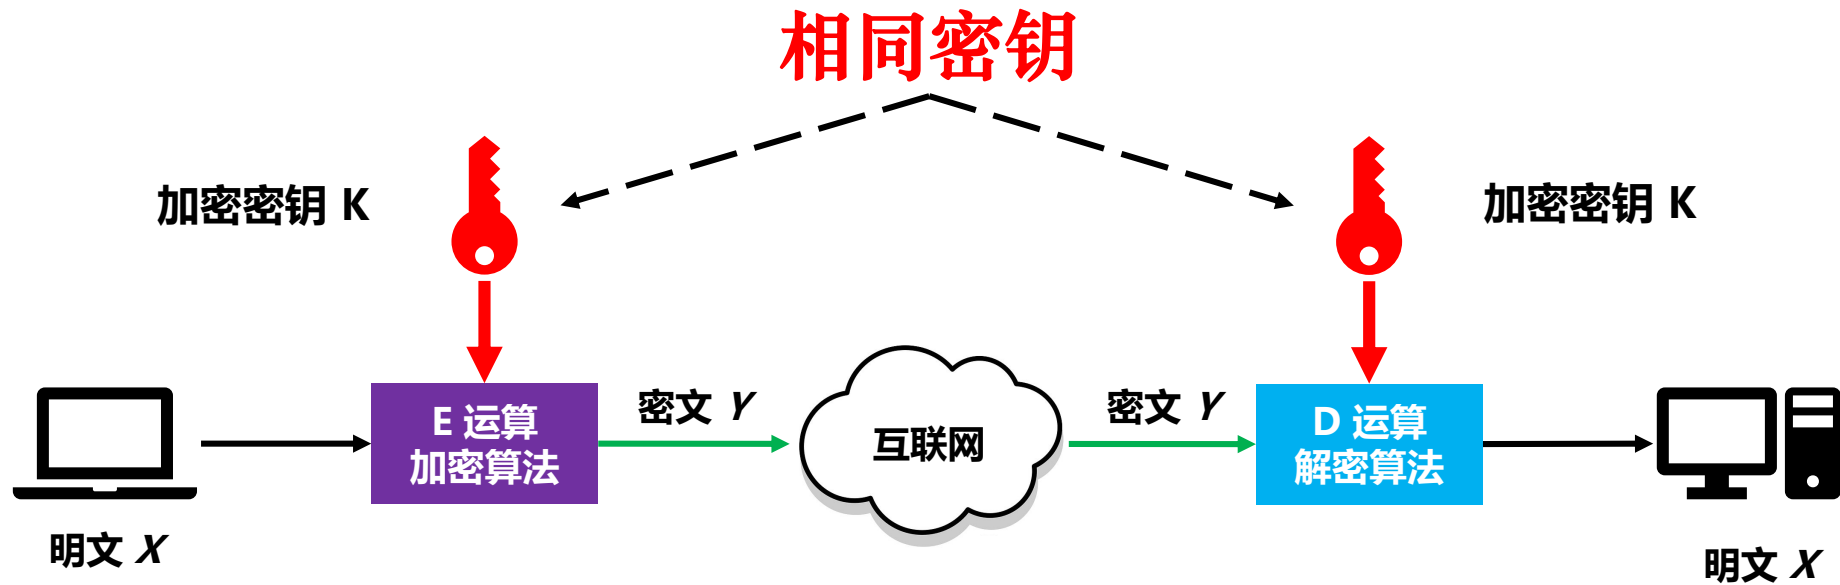 相同密钥
加密密钥 K
加密密钥 K
E 运算
加密算法
密文 Y
互联网
密文 Y
D 运算
解密算法
明文 X
明文 X